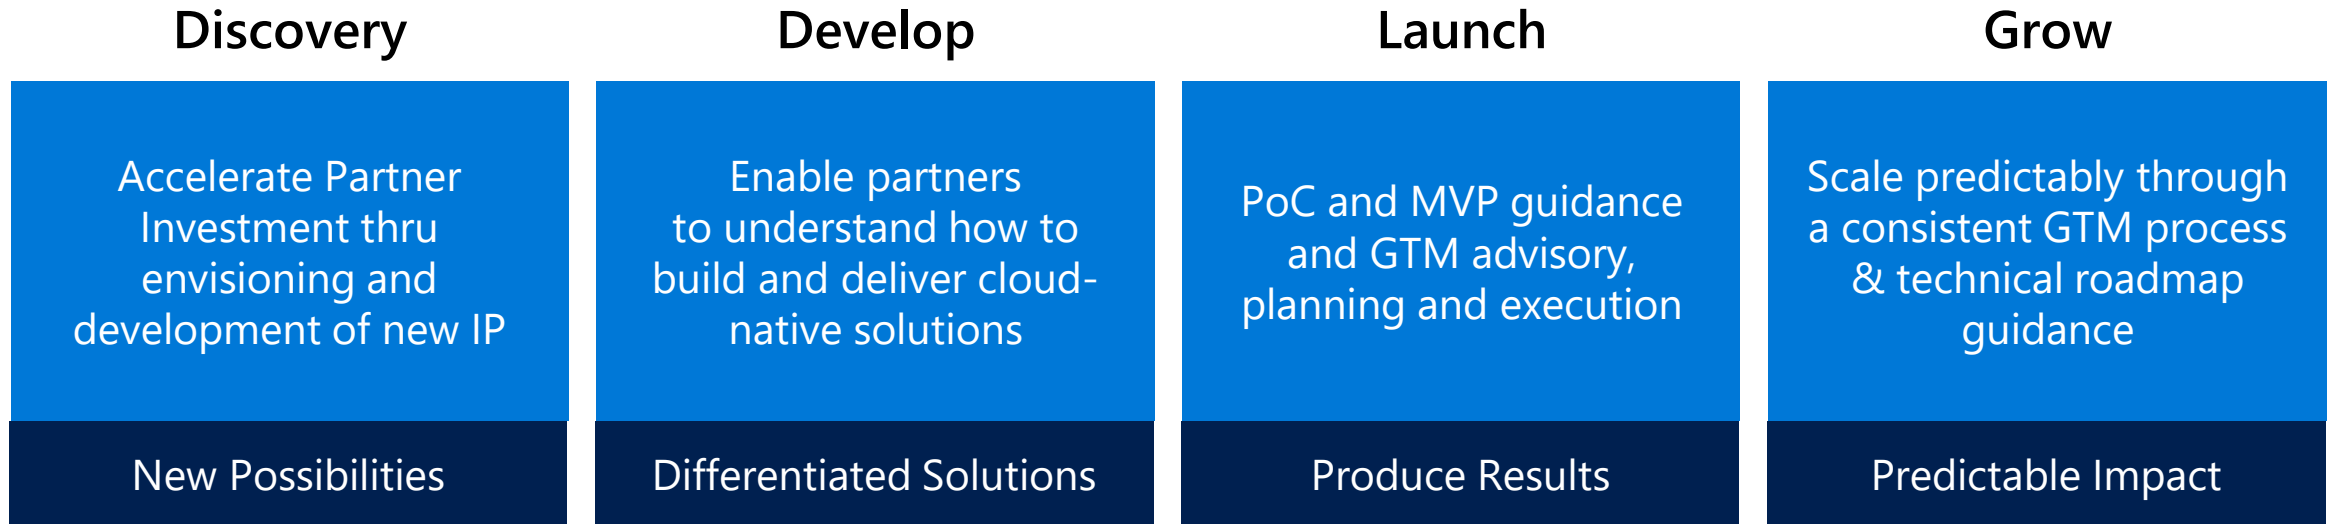 Discovery
Accelerate Partner
Investment thru
envisioning and
development of new IP
New Possibilities
Develop
Enable partners
to understand how to
build and deliver cloud-
native solutions
Differentiated Solutions
Launch
PoC and MVP guidance
and GTM advisory,
planning and execution
Produce Results
Grow
Scale predictably through
a consistent GTM process
& technical roadmap
guidance
Predictable Impact